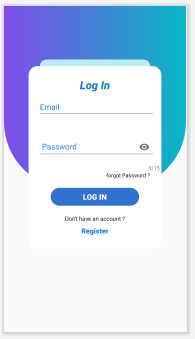 Log In
Email
Password
0/15
forgot Password ?
LOG IN
Don't have an account ?
Register